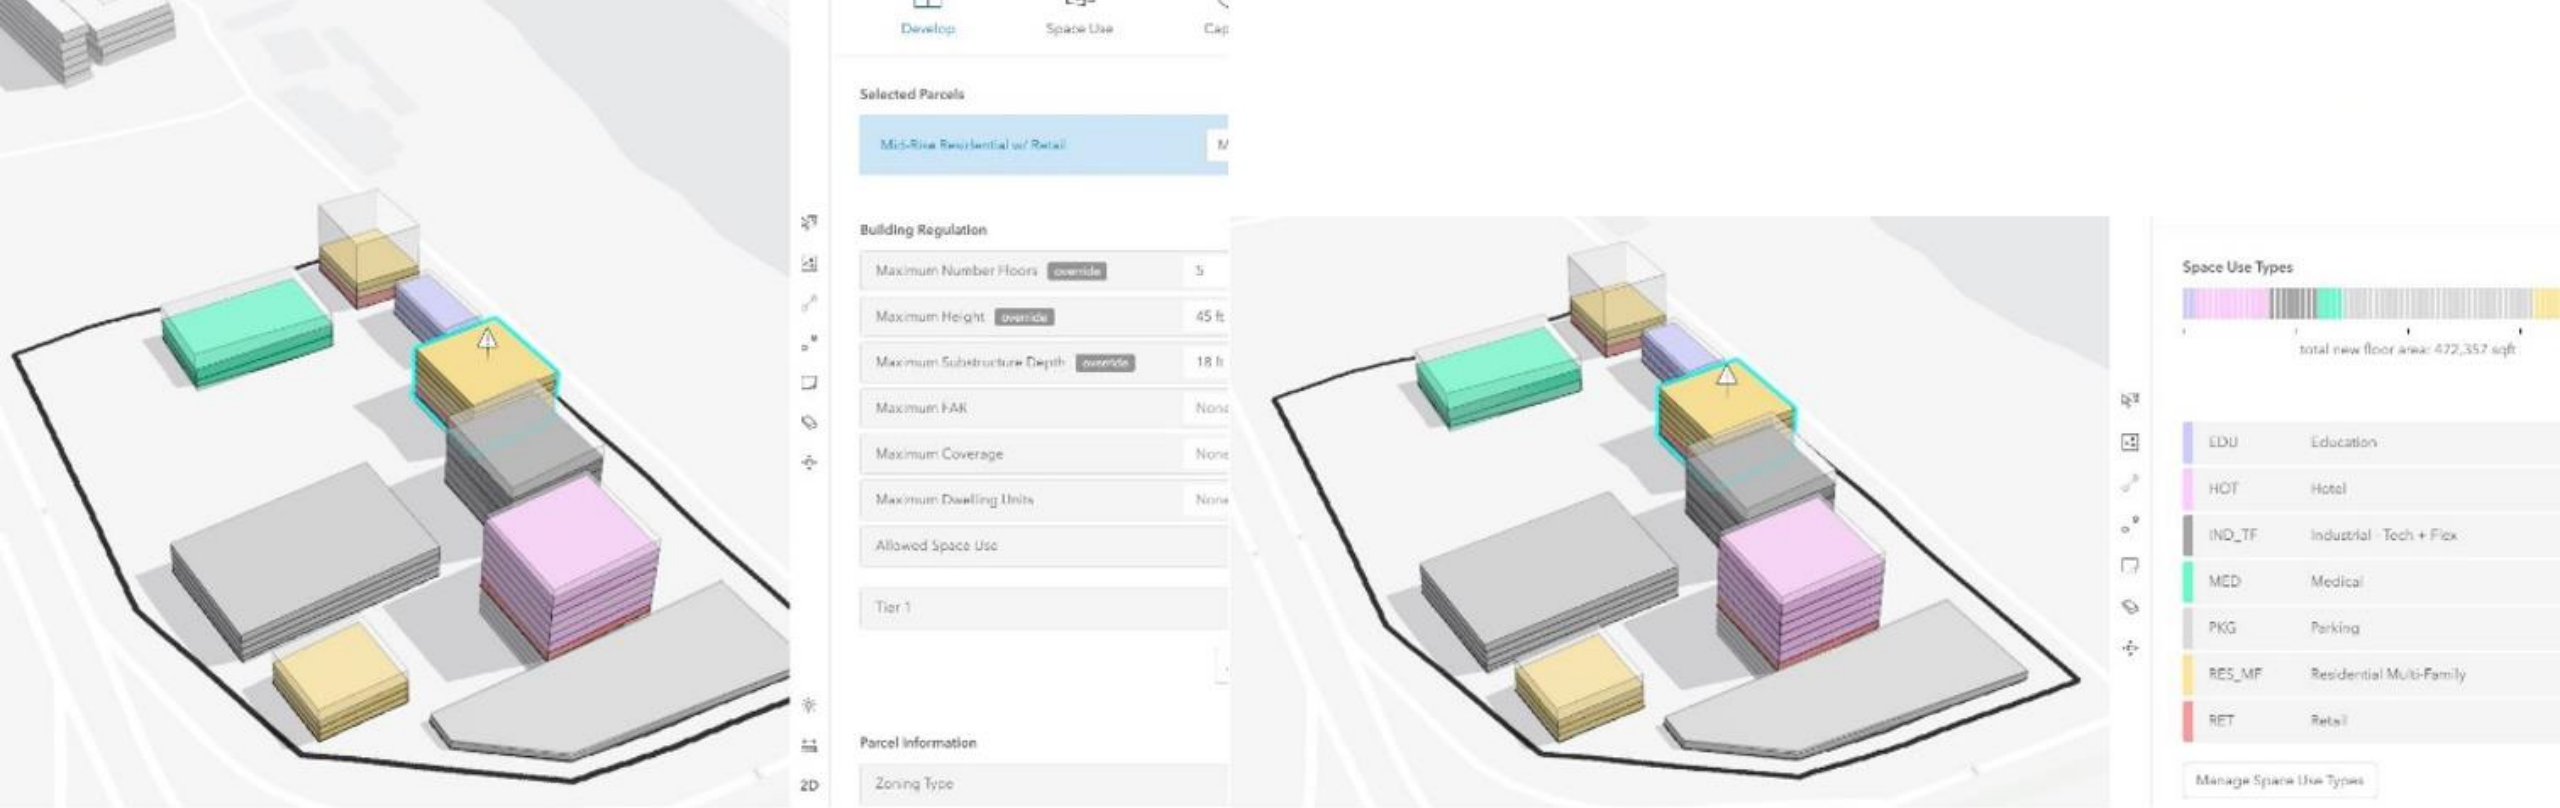 Develop
Space Use
Cap
Selected Parcels
Mid-Rise Residential w/ Retail
M
Building Regulation
Maximum Number Floors override 5
Maximum Height override 45 ft
Maximum Substructure Depth override 18 ft
Maximum FAR None
Maximum Coverage None
Maximum Dwelling Units None
Allowed Space Use
Tier 1
Parcel Information
Zoning Type
2D
Space Use Types
total new floor area: 472,357 sqft
EDU Education
HOT Hotel
IND_TF Industrial - Tech + Flex
MED Medical
PKG Parking
RES_MF Residential Multi-Family
RET Retail
Manage Space Use Types